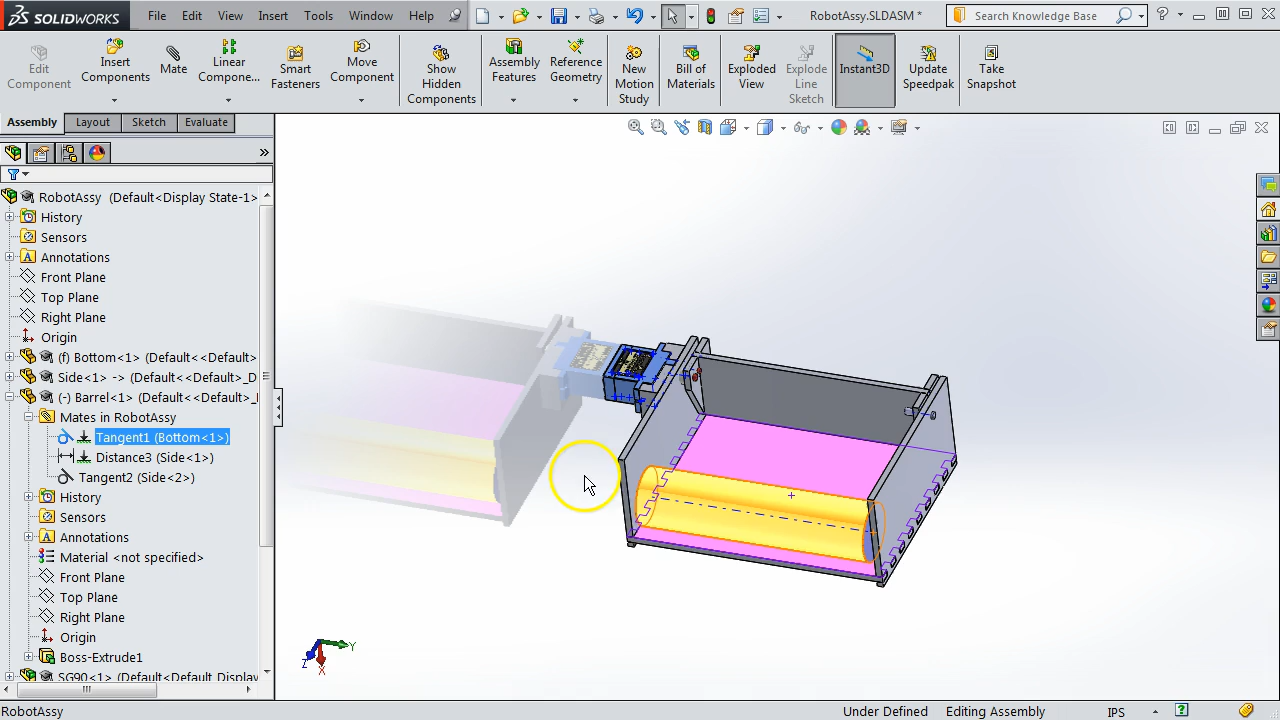 SOLIDWORKS File Edit View Insert Tools Window Help RobotAssy.SLDASM * Search Knowledge Base
Edit Component
Insert Components
Mate
Linear Compone...
Smart Fasteners
Move Component
Show Hidden Components
Assembly Features
Reference Geometry
New Motion Study
Bill of Materials
Exploded View
Explode Line Sketch
Instant3D
Update Speedpak
Take Snapshot
Assembly Layout Sketch Evaluate
RobotAssy (Default<Display State-1>
History
Sensors
Annotations
Front Plane
Top Plane
Right Plane
Origin
(f) Bottom<1> (Default<<Default>
Side<1> -> (Default<<Default>_D
(-) Barrel<1> (Default<<Default>_
Mates in RobotAssy
Tangent1 (Bottom<1>)
Distance3 (Side<1>)
Tangent2 (Side<2>)
History
Sensors
Annotations
Material <not specified>
Front Plane
Top Plane
Right Plane
Origin
Boss-Extrude1
SG90<1> (Default<Default_Display
Y
Z
X
RobotAssy Under Defined Editing Assembly IPS